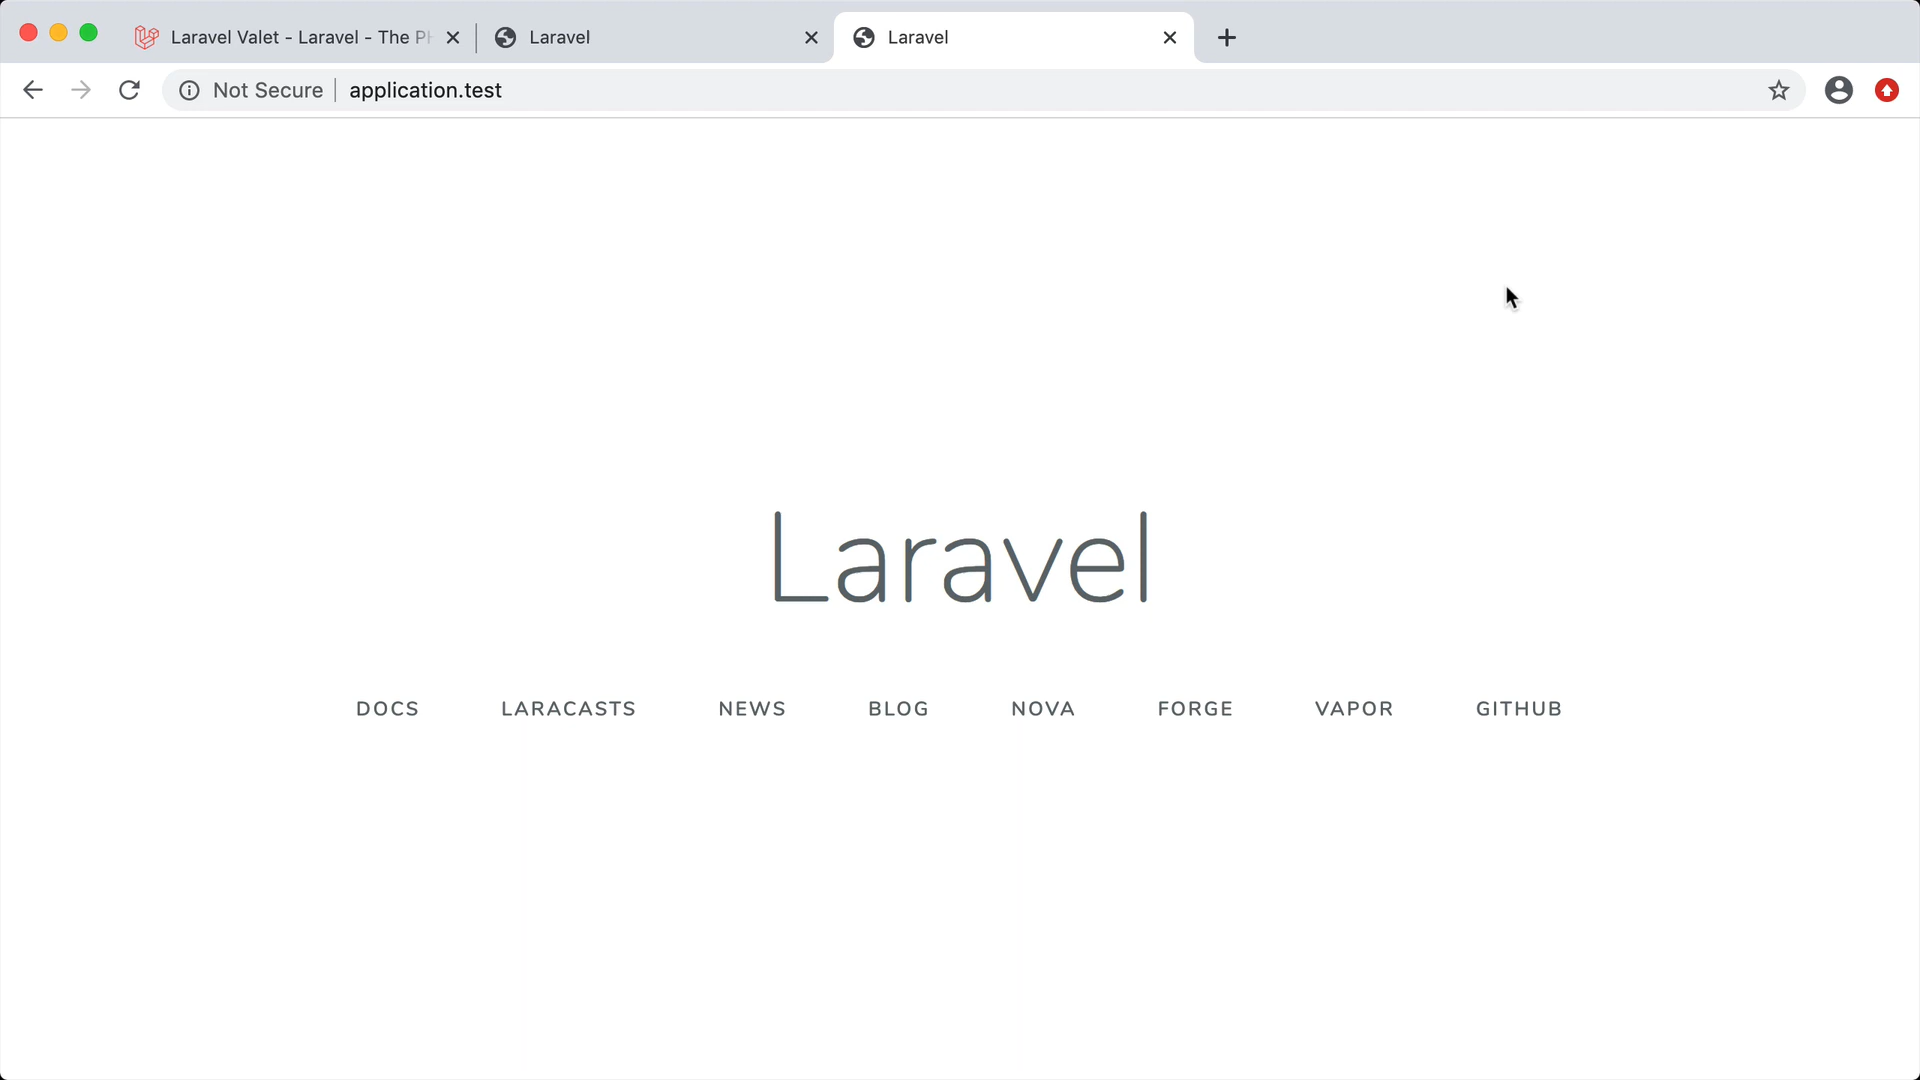 Laravel Valet - Laravel - The PH
Laravel
Laravel
Not Secure
application.test
Laravel
DOCS
LARACASTS
NEWS
BLOG
NOVA
FORGE
VAPOR
GITHUB